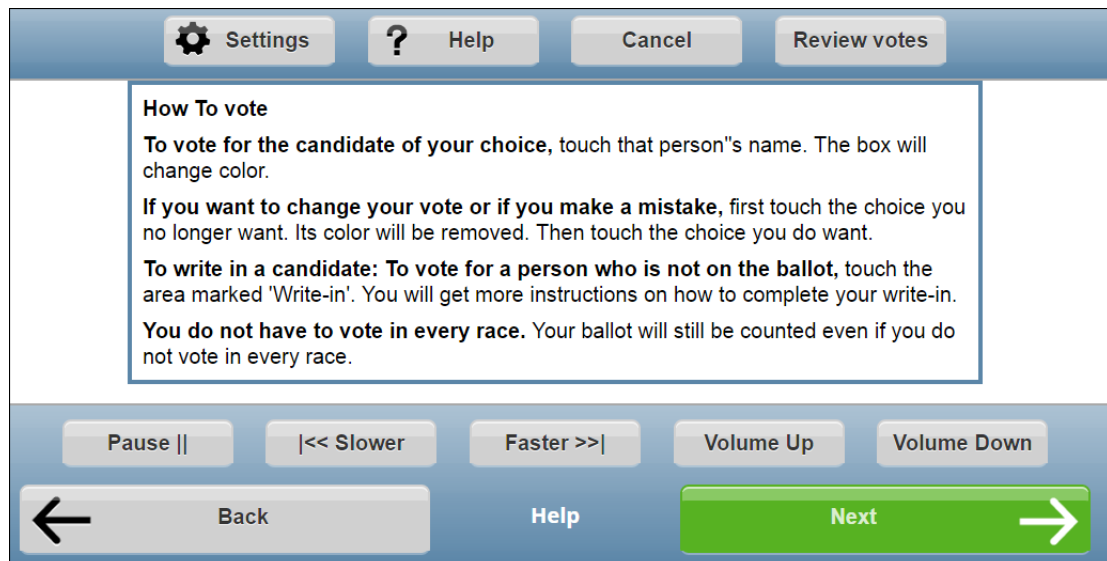 Settings
? Help
Cancel
Review votes
How To vote
To vote for the candidate of your choice, touch that person"s name. The box will
change color.
If you want to change your vote or if you make a mistake, first touch the choice you
no longer want. Its color will be removed. Then touch the choice you do want.
To write in a candidate: To vote for a person who is not on the ballot, touch the
area marked 'Write-in'. You will get more instructions on how to complete your write-in.
You do not have to vote in every race. Your ballot will still be counted even if you do
not vote in every race.
Pause ||
|<< Slower
Faster >>|
Volume Up
Volume Down
Back
Help
Next